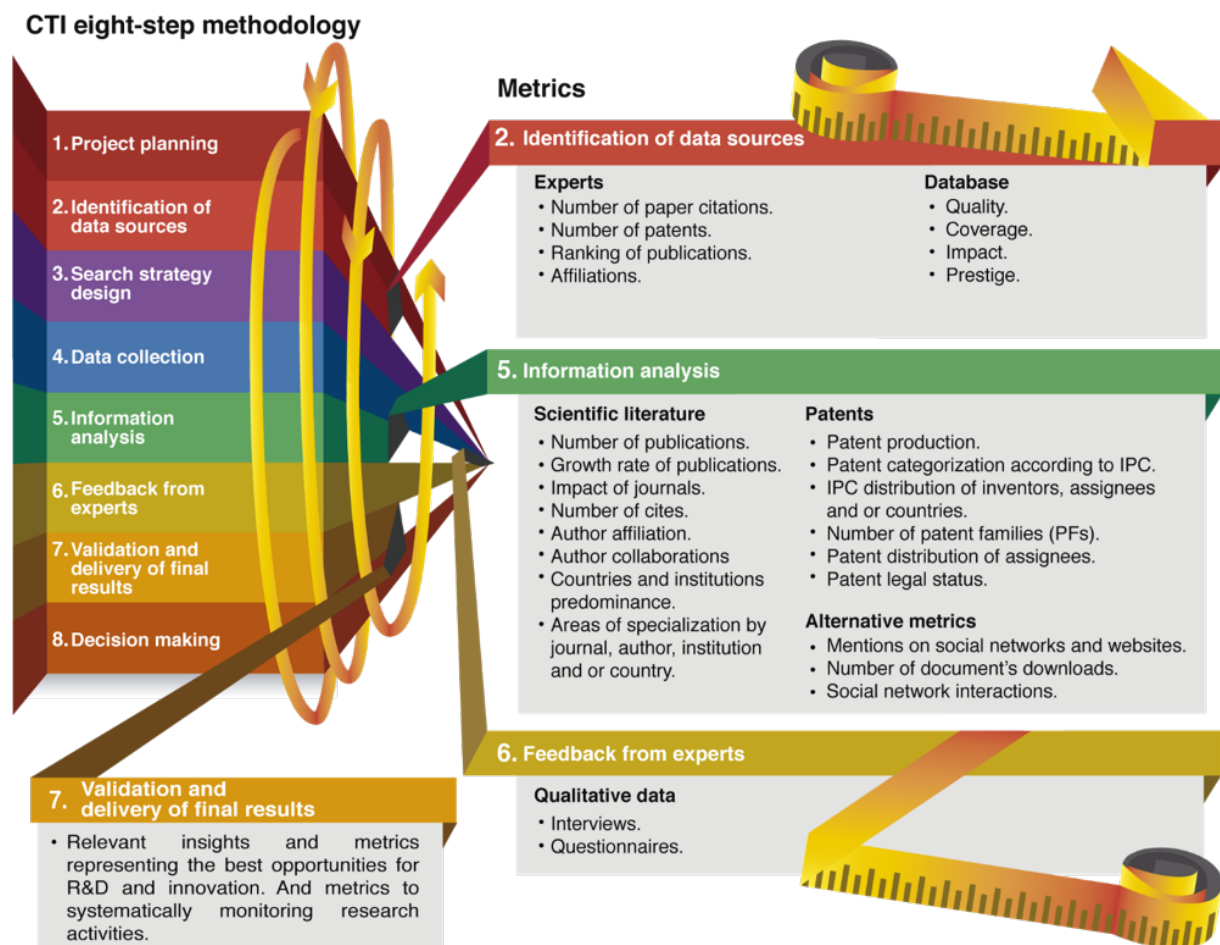 CTI eight-step methodology
1. Project planning
2. Identification of
data sources
3. Search strategy
design
4. Data collection
5. Information
analysis
6. Feedback from
experts
7. Validation and
delivery of final
results
8. Decision making
Metrics
2. Identification of data sources
Experts
• Number of paper citations.
• Number of patents.
• Ranking of publications.
• Affiliations.
Database
• Quality.
• Coverage.
• Impact.
• Prestige.
5. Information analysis
Scientific literature
• Number of publications.
• Growth rate of publications.
• Impact of journals.
• Number of cites.
• Author affiliation.
• Author collaborations
• Countries and institutions
predominance.
• Areas of specialization by
journal, author, institution
and or country.
Patents
• Patent production.
• Patent categorization according to IPC.
• IPC distribution of inventors, assignees
and or countries.
• Number of patent families (PFs).
• Patent distribution of assignees.
• Patent legal status.
Alternative metrics
• Mentions on social networks and websites.
• Number of document's downloads.
• Social network interactions.
6. Feedback from experts
Qualitative data
• Interviews.
• Questionnaires.
7. Validation and
delivery of final results
• Relevant insights and metrics
representing the best opportunities for
R&D and innovation. And metrics to
systematically monitoring research
activities.